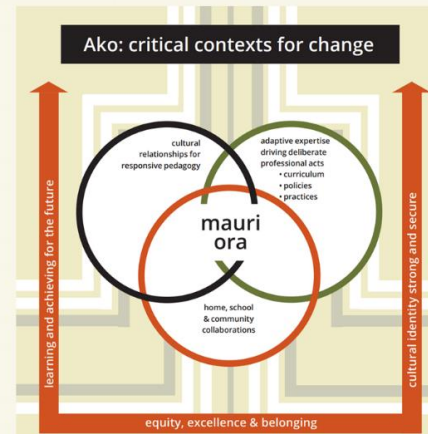 Ako: critical contexts for change
cultural
relationships for
responsive pedagogy
adaptive expertise
driving deliberate
professional acts
• curriculum
• policies
• practices
mauri
ora
home, school
& community
collaborations
learning and achieving for the future
cultural identity strong and secure
equity, excellence & belonging